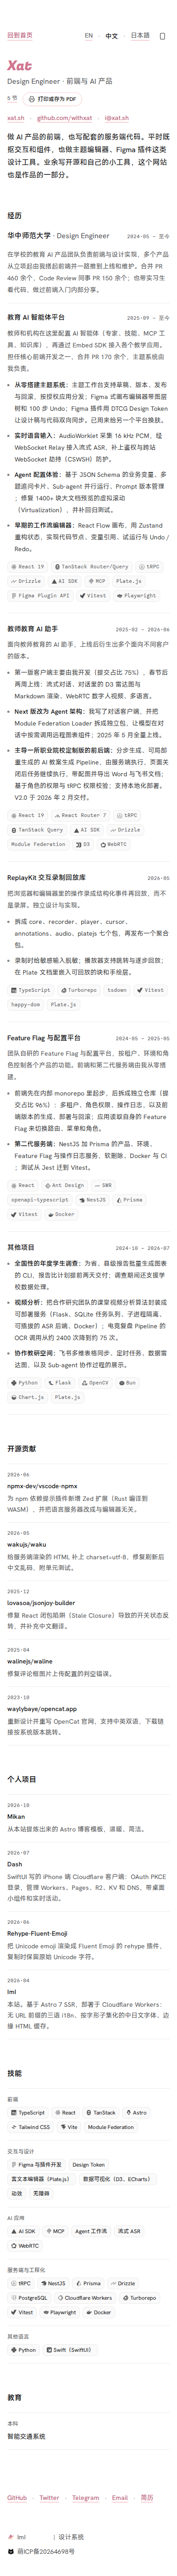 回到首页
EN · 中文 · 日本語
Xat
Design Engineer · 前端与 AI 产品
5 节
打印或存为 PDF
xat.sh · github.com/withxat · i@xat.sh
做 AI 产品的前端，也写配套的服务端代码。平时既
抠交互和组件，也做主题编辑器、Figma 插件这类
设计工具。业余写开源和自己的小工具，这个网站
也是作品的一部分。
经历
华中师范大学 · Design Engineer
2024-05 – 至今
在学校的教育 AI 产品团队负责前端与设计实现，多个产品
从立项起由我搭起前端并一路推到上线和维护。合并 PR
460 余个、Code Review 同事 PR 150 余个；也带实习生
看代码，做过前端入门内部分享。
教育 AI 智能体平台
2025-09 – 至今
教师和机构在这里配置 AI 智能体（专家、技能、MCP 工
具、知识库），再通过 Embed SDK 接入各个教学应用。
担任核心前端开发之一，合并 PR 170 余个，主题系统由
我负责。
从零搭建主题系统：主题工作台支持草稿、版本、发布
与回滚，按授权应用分发；Figma 式画布编辑器带图层
树和 100 步 Undo；Figma 插件用 DTCG Design Token
让设计稿与代码双向同步，已用来给另一个平台换肤。
实时语音输入：AudioWorklet 采集 16 kHz PCM，经
WebSocket Relay 接入流式 ASR，补上鉴权与跨站
WebSocket 劫持（CSWSH）防护。
Agent 配置体验：基于 JSON Schema 的业务变量、多
题追问卡片、Sub-agent 并行运行、Prompt 版本管理
；修复 1400+ 块大文档预览的虚拟滚动
（Virtualization），并补回归测试。
早期的工作流编辑器：React Flow 画布，用 Zustand
重构状态，实现代码节点、变量引用、试运行与 Undo /
Redo。
React 19
TanStack Router/Query
tRPC
Drizzle
AI SDK
MCP
Plate.js
Figma Plugin API
Vitest
Playwright
教师教育 AI 助手
2025-02 – 2026-06
面向教师教育的 AI 助手，上线后衍生出多个面向不同客户
的版本。
第一版客户端主要由我开发（提交占比 75%），春节后
两周上线：流式对话、对话里的 D3 雷达图与
Markdown 渲染、WebRTC 数字人视频、多语言。
Next 版改为 Agent 架构：我写了对话客户端，并把
Module Federation Loader 拆成独立包，让模型在对
话中按需调用远程图表组件；2025 年 5 月全量上线。
主导一所职业院校定制版的前后端：分步生成、可局部
重生成的 AI 教案生成 Pipeline，由服务端执行、页面关
闭后任务继续执行，带配图并导出 Word 与飞书文档；
基于角色的权限与 tRPC 权限校验；支持本地化部署。
V2.0 于 2026 年 2 月交付。
React 19
React Router 7
tRPC
TanStack Query
AI SDK
Drizzle
Module Federation
D3
WebRTC
ReplayKit 交互录制回放库
2026-05
把浏览器和编辑器里的操作录成结构化事件再回放，而不
是录屏。独立设计与实现。
拆成 core、recorder、player、cursor、
annotations、audio、platejs 七个包，再发布一个聚合
包。
录制时给敏感输入脱敏；播放器支持跳转与逐步回放；
在 Plate 文档里嵌入可回放的块和手绘层。
TypeScript
Turborepo
tsdown
Vitest
happy-dom
Plate.js
Feature Flag 与配置平台
2024-05 – 2025-05
团队自研的 Feature Flag 与配置平台，按租户、环境和角
色控制各个产品的功能。前端和第二代服务端由我从零搭
建。
前端先在内部 monorepo 里起步，后拆成独立仓库（提
交占比 96%）：多租户、角色权限、操作日志，以及前
端版本的生成、部署与回滚；应用读取自身的 Feature
Flag 来切换路由、菜单和角色。
第二代服务端：NestJS 加 Prisma 的产品、环境、
Feature Flag 与操作日志服务，软删除、Docker 与 CI
；测试从 Jest 迁到 Vitest。
React
Ant Design
SWR
openapi-typescript
NestJS
Prisma
Vitest
Docker
其他项目
2024-10 – 2026-07
全国性的年度学生调查：为省、县级报告批量生成图表
的 CLI，报告比计划提前两天交付；调查期间还支援学
校数据处理。
视频分析：把合作研究团队的课堂视频分析算法封装成
可部署服务（Flask、SQLite 任务队列、子进程隔离、
可插拔的 ASR 后端、Docker）；电竞复盘 Pipeline 的
OCR 调用从约 2400 次降到约 75 次。
协作教研空间：飞书多维表格同步、定时任务、数据雷
达图，以及 Sub-agent 协作过程的展示。
Python
Flask
OpenCV
Bun
Chart.js
Plate.js
开源贡献
2026-06
npmx-dev/vscode-npmx
为 npm 依赖提示插件新增 Zed 扩展（Rust 编连到
WASM），并把语言服务器改成与编辑器无关。
2026-05
wakujs/waku
给服务端渲染的 HTML 补上 charset=utf-8，修复刷新后
中文乱码，附单元测试。
2025-12
lovasoa/jsonjoy-builder
修复 React 闭包陷阱（Stale Closure）导致的开关状态反
转，并补充中文翻译。
2025-04
walinejs/waline
修复评论框图片上传配置的判空错误。
2023-10
waylybaye/opencat.app
重新设计并重写 OpenCat 官网，支持中英双语，下载链
接按系统版本跳转。
个人项目
2026-10
Mikan
从本站提炼出来的 Astro 博客模板，温暖、简洁。
2026-07
Dash
SwiftUI 写的 iPhone 端 Cloudflare 客户端：OAuth PKCE
登录，管理 Workers、Pages、R2、KV 和 DNS，带桌面
小组件和实时活动。
2026-06
Rehype-Fluent-Emoji
把 Unicode emoji 渲染成 Fluent Emoji 的 rehype 插件，
复制时保留原始 Unicode 字符。
2026-04
lml
本站。基于 Astro 7 SSR，部署于 Cloudflare Workers：
无 URL 前缀的三语 i18n、按字形子集化的中日文字体、边
缘 HTML 缓存。
技能
前端
TypeScript
React
TanStack
Astro
Tailwind CSS
Vite
Module Federation
交互与设计
Figma 与插件开发
Design Token
富文本编辑器（Plate.js）
数据可视化（D3、ECharts）
动效
无障碍
AI 应用
AI SDK
MCP
Agent 工作流
流式 ASR
WebRTC
服务端与工程化
tRPC
NestJS
Prisma
Drizzle
PostgreSQL
Cloudflare Workers
Turborepo
Vitest
Playwright
Docker
其他语言
Python
Swift（SwiftUI）
教育
本科
智能交通系统
GitHub · Twitter · Telegram · Email · 简历
lml | 设计系统
萌ICP备20264698号